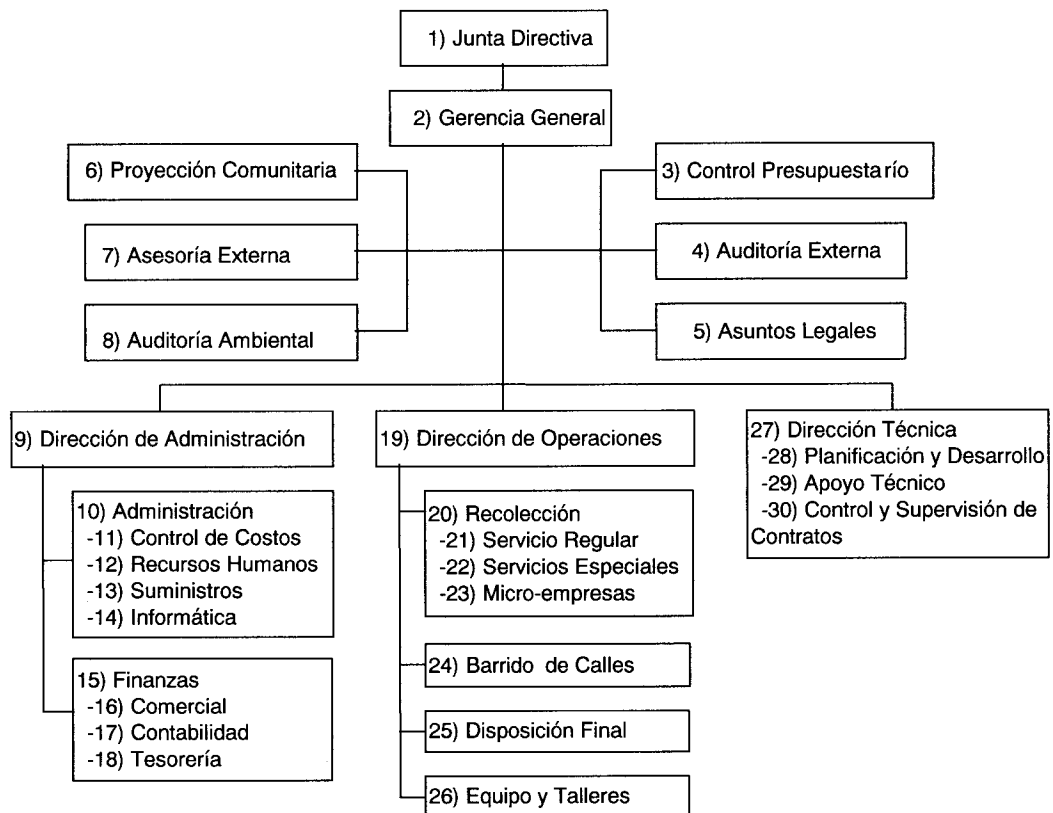 1) Junta Directiva
2) Gerencia General
6) Proyección Comunitaria
3) Control Presupuestarío
7) Asesoría Externa
4) Auditoría Externa
8) Auditoría Ambiental
5) Asuntos Legales
9) Dirección de Administración
10) Administración
-11) Control de Costos
-12) Recursos Humanos
-13) Suministros
-14) Informática
15) Finanzas
-16) Comercial
-17) Contabilidad
-18) Tesorería
19) Dirección de Operaciones
20) Recolección
-21) Servicio Regular
-22) Servicios Especiales
-23) Micro-empresas
24) Barrido de Calles
25) Disposición Final
26) Equipo y Talleres
27) Dirección Técnica
-28) Planificación y Desarrollo
-29) Apoyo Técnico
-30) Control y Supervisión de
Contratos